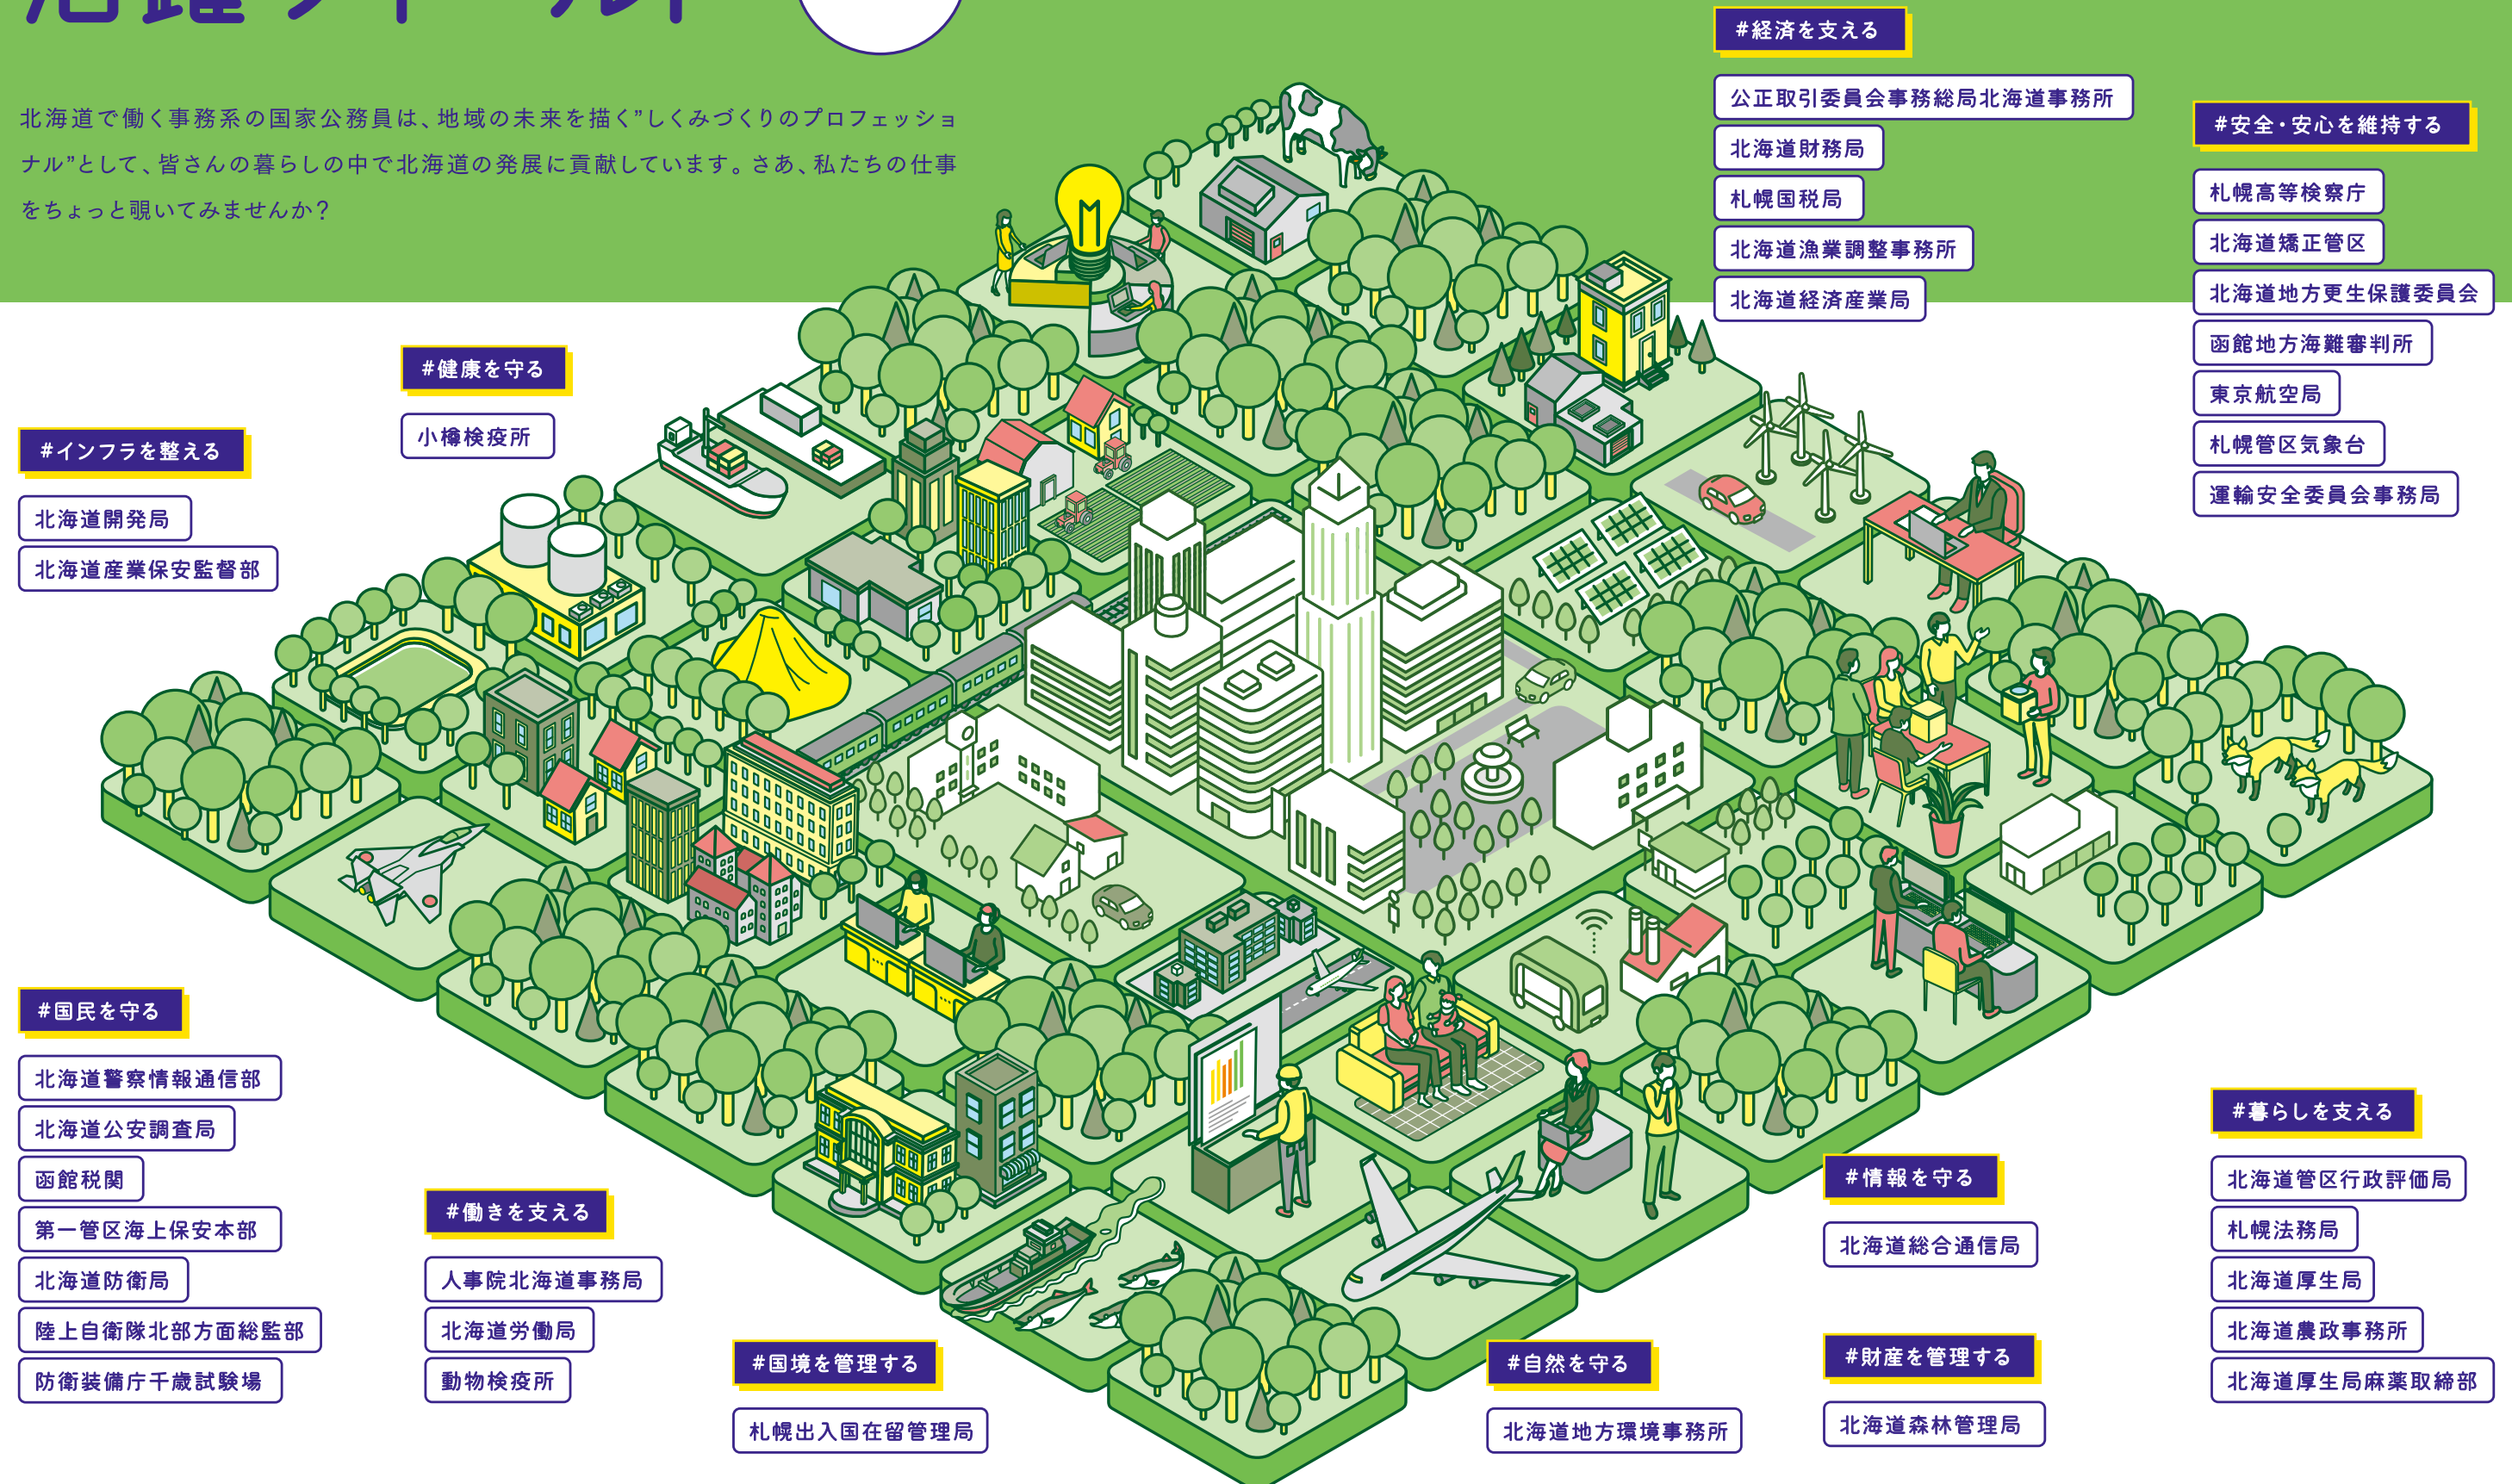 北海道で働く事務系の国家公務員は、地域の未来を描く”しくみづくりのプロフェッショ
ナル”として、皆さんの暮らしの中で北海道の発展に貢献しています。さあ、私たちの仕事
をちょっと覗いてみませんか?
#経済を支える
公正取引委員会事務総局北海道事務所
北海道財務局
札幌国税局
北海道漁業調整事務所
北海道経済産業局
#安全・安心を維持する
札幌高等検察庁
北海道矯正管区
北海道地方更生保護委員会
函館地方海難審判所
東京航空局
札幌管区気象台
運輸安全委員会事務局
#健康を守る
小樽検疫所
#インフラを整える
北海道開発局
北海道産業保安監督部
#国民を守る
北海道警察情報通信部
北海道公安調査局
函館税関
第一管区海上保安本部
北海道防衛局
陸上自衛隊北部方面総監部
防衛装備庁千歳試験場
#働きを支える
人事院北海道事務局
北海道労働局
動物検疫所
#国境を管理する
札幌出入国在留管理局
#自然を守る
北海道地方環境事務所
#情報を守る
北海道総合通信局
#財産を管理する
北海道森林管理局
#暮らしを支える
北海道管区行政評価局
札幌法務局
北海道厚生局
北海道農政事務所
北海道厚生局麻薬取締部